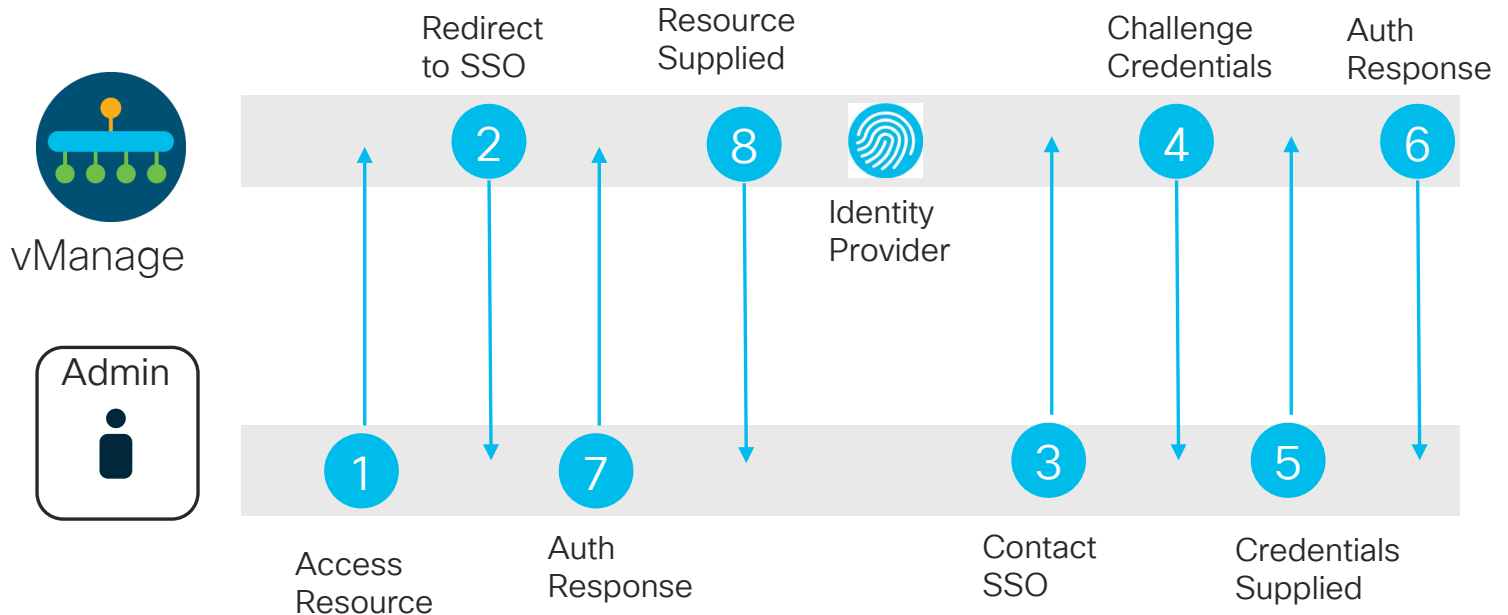 Redirect
to SSO
Resource
Supplied
Challenge
Credentials
Auth
Response
2
8
4
6
vManage
Identity
Provider
Admin
1
7
3
5
Access
Resource
Auth
Response
Contact
SSO
Credentials
Supplied